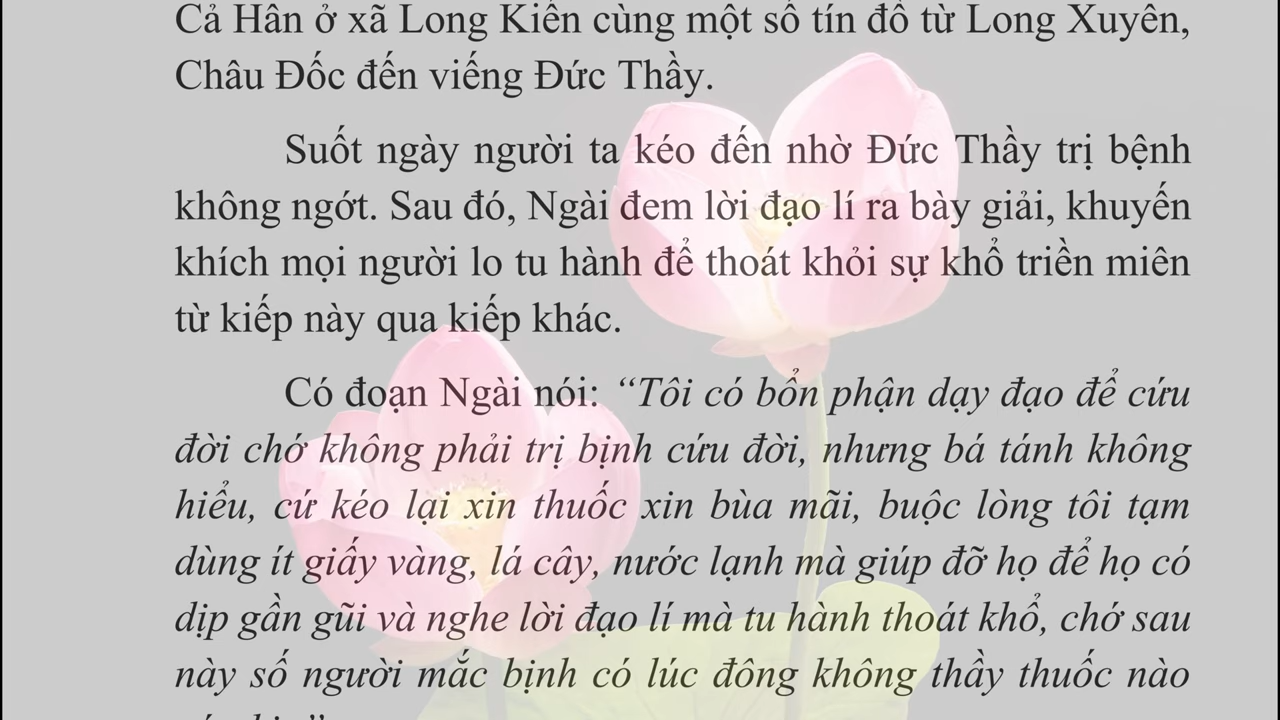 Cả Hân ở xã Long Kiến cùng một số tín đồ từ Long Xuyên,
Châu Đốc đến viếng Đức Thầy.
Suốt ngày người ta kéo đến nhờ Đức Thầy trị bệnh
không ngớt. Sau đó, Ngài đem lời đạo lí ra bày giải, khuyến
khích mọi người lo tu hành để thoát khỏi sự khổ triền miên
từ kiếp này qua kiếp khác.
Có đoạn Ngài nói: “Tôi có bổn phận dạy đạo để cứu
đời chớ không phải trị bịnh cứu đời, nhưng bá tánh không
hiểu, cứ kéo lại xin thuốc xin bùa mãi, buộc lòng tôi tạm
dùng ít giấy vàng, lá cây, nước lạnh mà giúp đỡ họ để họ có
dịp gần gũi và nghe lời đạo lí mà tu hành thoát khổ, chớ sau
này số người mắc bịnh có lúc đông không thầy thuốc nào